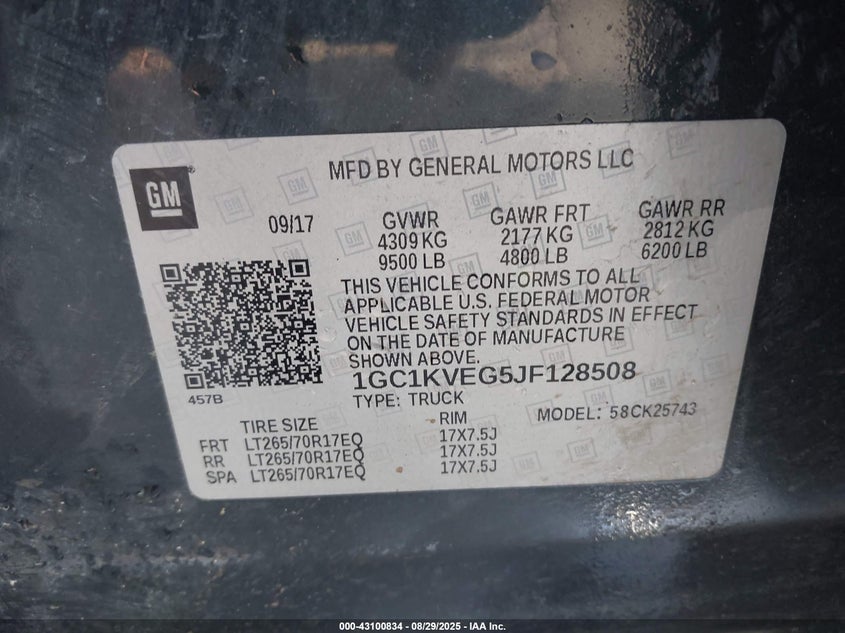 GM
MFD BY GENERAL MOTORS LLC
09/17
GVWR GAWR FRT GAWR RR
4309 KG 2177 KG 2812 KG
9500 LB 4800 LB 6200 LB
THIS VEHICLE CONFORMS TO ALL
APPLICABLE U.S. FEDERAL MOTOR
VEHICLE SAFETY STANDARDS IN EFFECT
ON THE DATE OF MANUFACTURE
SHOWN ABOVE.
1GC1KVEG5JF128508
457B
TYPE: TRUCK
MODEL: 58CK25743
TIRE SIZE RIM
FRT LT265/70R17EQ 17X7.5J
RR LT265/70R17EQ 17X7.5J
SPA LT265/70R17EQ 17X7.5J
000-43100834 - 08/29/2025 - IAA Inc.